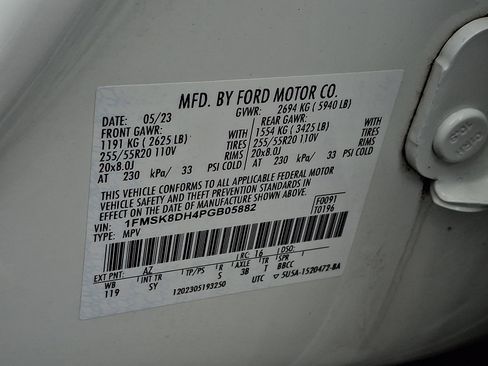 MFD. BY FORD MOTOR CO.
DATE: 05/23 GVWR: 2694 KG ( 5940 LB)
FRONT GAWR: REAR GAWR:
1191 KG ( 2625 LB) WITH 1554 KG ( 3425 LB) WITH
255/55R20 110V TIRES 255/55R20 110V TIRES
20x8.0J RIMS 20x8.0J RIMS
AT 230 kPa/ 33 PSI COLD AT 230 kPa/ 33 PSI COLD
THIS VEHICLE CONFORMS TO ALL APPLICABLE FEDERAL MOTOR
VEHICLE SAFETY AND THEFT PREVENTION STANDARDS IN
EFFECT ON THE DATE OF MANUFACTURE SHOWN ABOVE.
VIN: 1FMSK8DH4PGB05882 F0091
TYPE: MPV T0196
EXT PNT: AZ RC: 16 DSO:
WB TP/PS R AXLE TR SPR
119 SY S 3B T BBCC
1202305193250 UTC 5U5A-1520472-BA